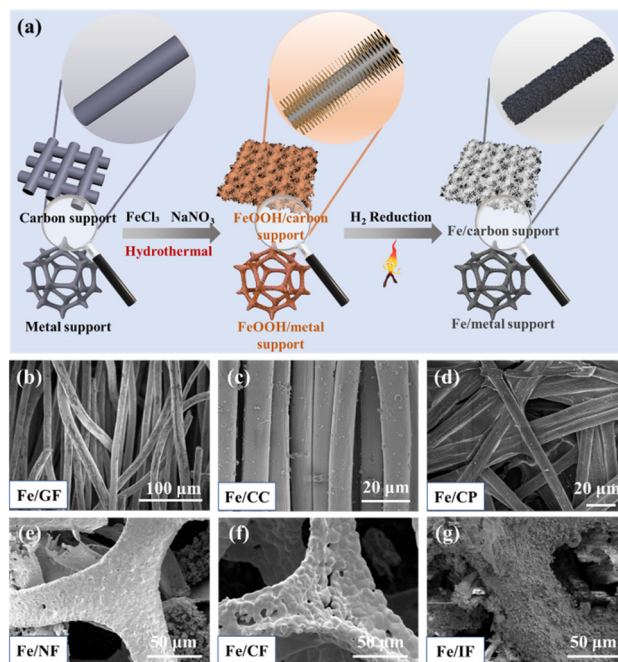 (a)
Carbon support
FeCl₃ NaNO₃
Hydrothermal
FeOOH/carbon
support
H₂ Reduction
Fe/carbon support
Metal support
FeOOH/metal
support
Fe/metal support
(b)
Fe/GF
100 μm
(c)
Fe/CC
20 μm
(d)
Fe/CP
20 μm
(e)
Fe/NF
50 μm
(f)
Fe/CF
50 μm
(g)
Fe/IF
50 μm